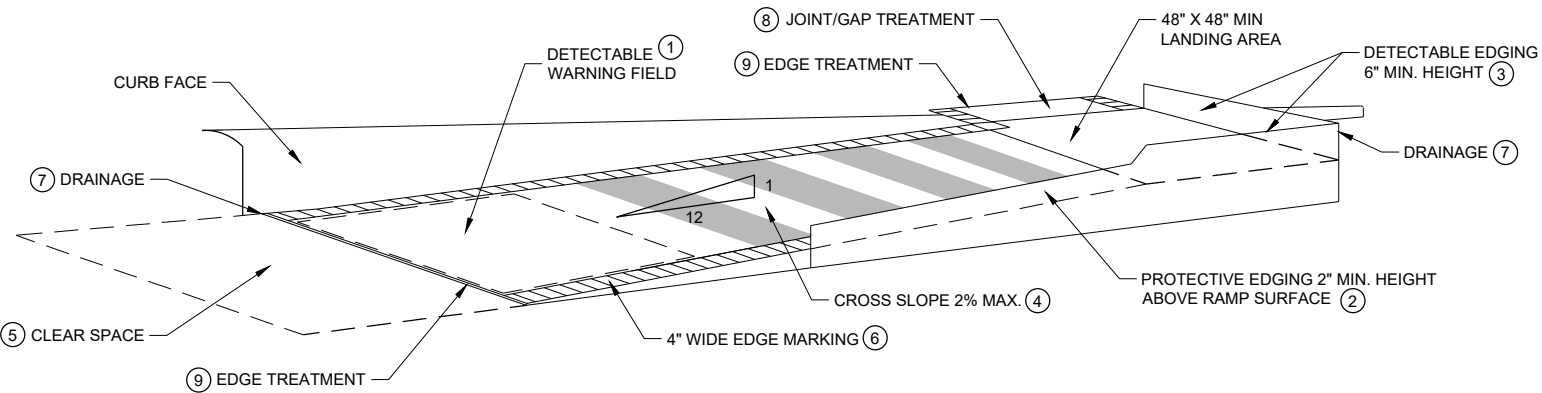 ⑧ JOINT/GAP TREATMENT
48" X 48" MIN
LANDING AREA
DETECTABLE ①
WARNING FIELD
⑨ EDGE TREATMENT
DETECTABLE EDGING
6" MIN. HEIGHT ③
CURB FACE
DRAINAGE ⑦
⑦ DRAINAGE
1
12
PROTECTIVE EDGING 2" MIN. HEIGHT
ABOVE RAMP SURFACE ②
CROSS SLOPE 2% MAX. ④
⑤ CLEAR SPACE
4" WIDE EDGE MARKING ⑥
⑨ EDGE TREATMENT